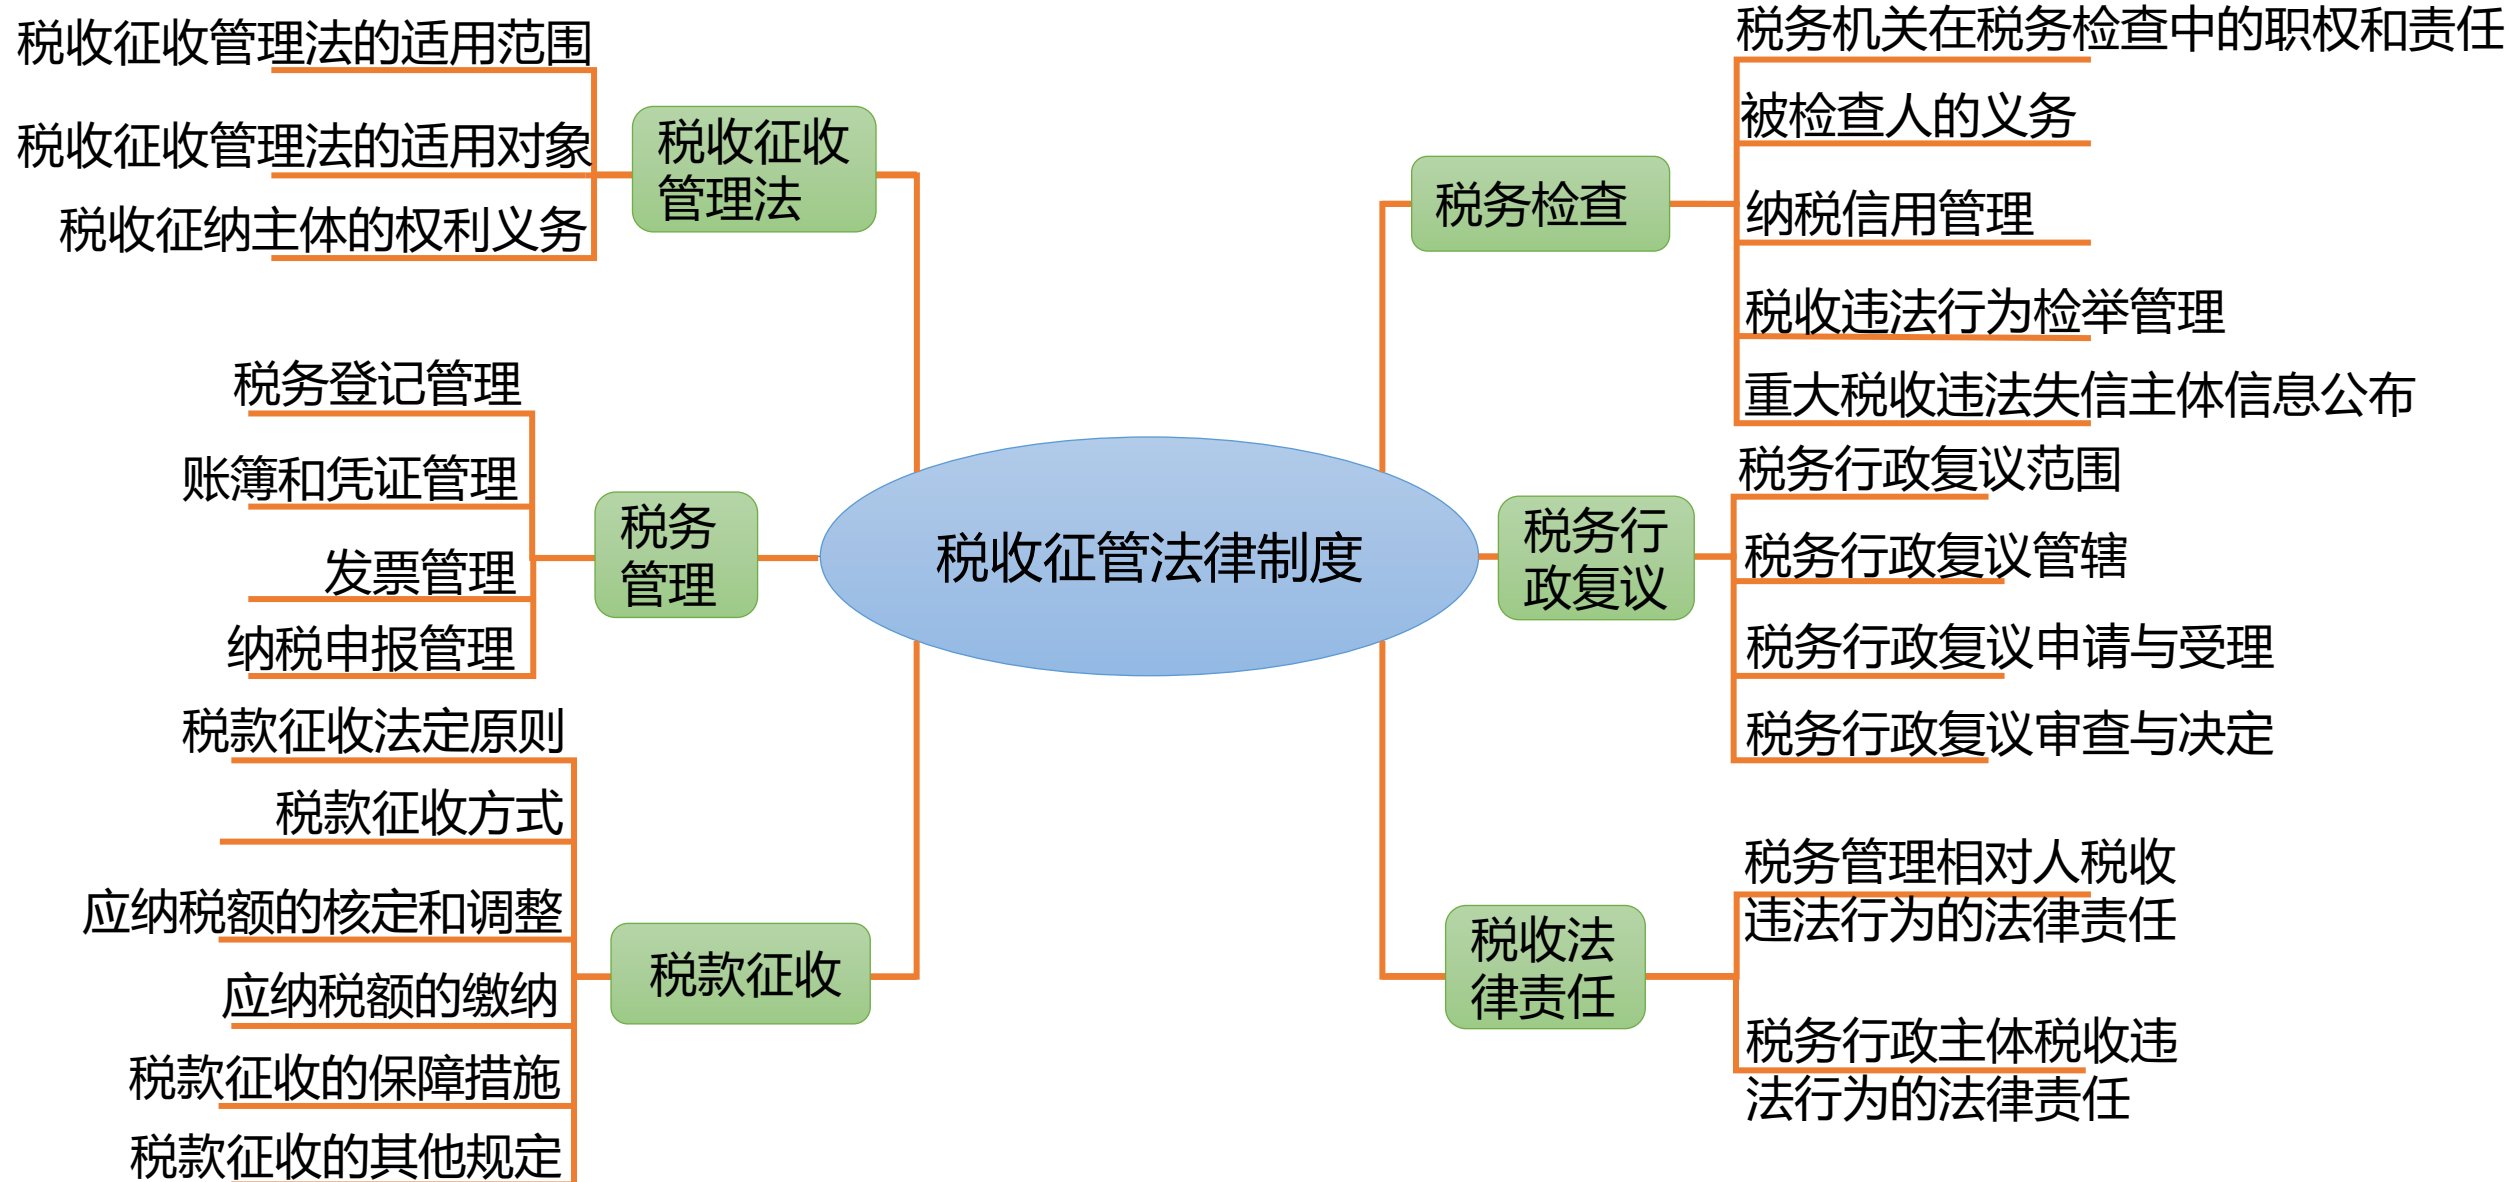 税收征收管理法的适用范围
税收征收管理法的适用对象
税收征纳主体的权利义务
税收征收
管理法
税务登记管理
账簿和凭证管理
发票管理
纳税申报管理
税务
管理
税款征收法定原则
税款征收方式
应纳税额的核定和调整
应纳税额的缴纳
税款征收的保障措施
税款征收的其他规定
税款征收
税收征管法律制度
税务检查
税务机关在税务检查中的职权和责任
被检查人的义务
纳税信用管理
税收违法行为检举管理
重大税收违法失信主体信息公布
税务行
政复议
税务行政复议范围
税务行政复议管辖
税务行政复议申请与受理
税务行政复议审查与决定
税收法
律责任
税务管理相对人税收
违法行为的法律责任
税务行政主体税收违
法行为的法律责任